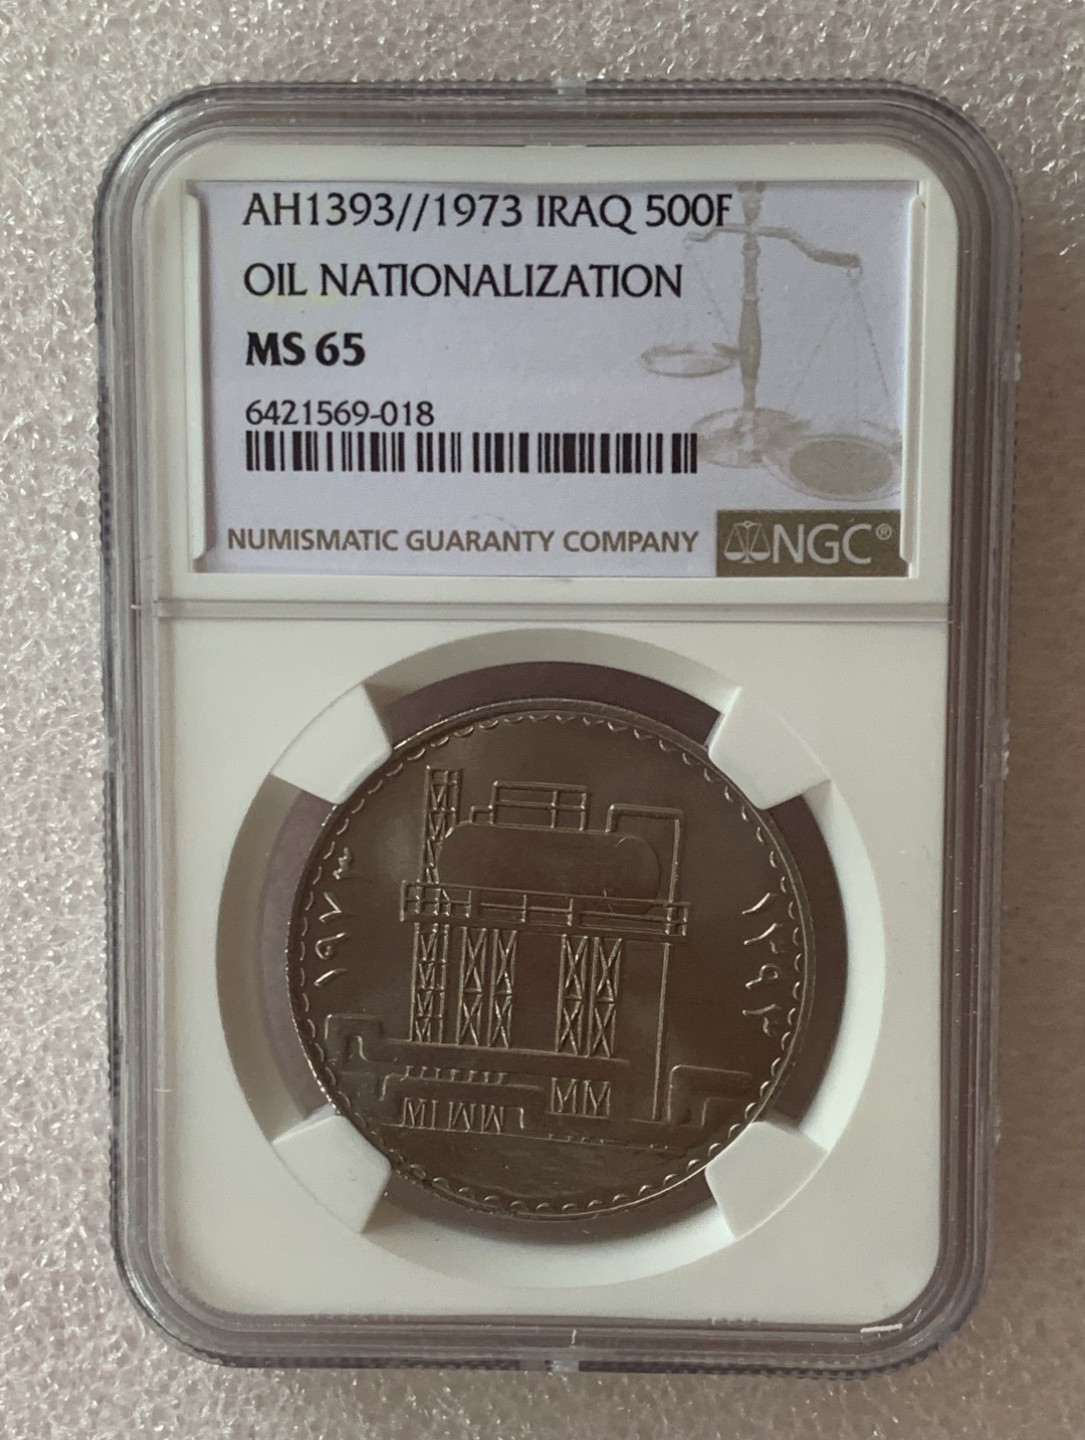 AH1393//1973 IRAQ 500F
OIL NATIONALIZATION
MS 65
6421569-018
NUMISMATIC GUARANTY COMPANY NGC®
١٩٧٣
١٣٩٣